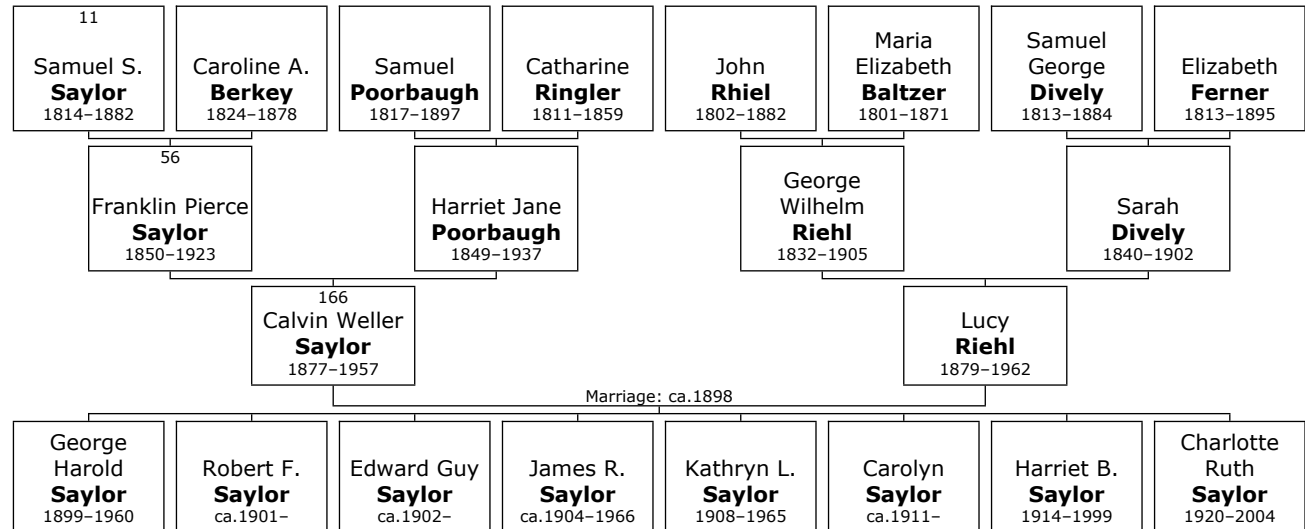 11
Samuel S.
Saylor
1814–1882
Caroline A.
Berkey
1824–1878
Samuel
Poorbaugh
1817–1897
Catharine
Ringler
1811–1859
John
Rhiel
1802–1882
Maria
Elizabeth
Baltzer
1801–1871
Samuel
George
Dively
1813–1884
Elizabeth
Ferner
1813–1895
56
Franklin Pierce
Saylor
1850–1923
Harriet Jane
Poorbaugh
1849–1937
George
Wilhelm
Riehl
1832–1905
Sarah
Dively
1840–1902
166
Calvin Weller
Saylor
1877–1957
Lucy
Riehl
1879–1962
Marriage: ca.1898
George
Harold
Saylor
1899–1960
Robert F.
Saylor
ca.1901–
Edward Guy
Saylor
ca.1902–
James R.
Saylor
ca.1904–1966
Kathryn L.
Saylor
1908–1965
Carolyn
Saylor
ca.1911–
Harriet B.
Saylor
1914–1999
Charlotte
Ruth
Saylor
1920–2004